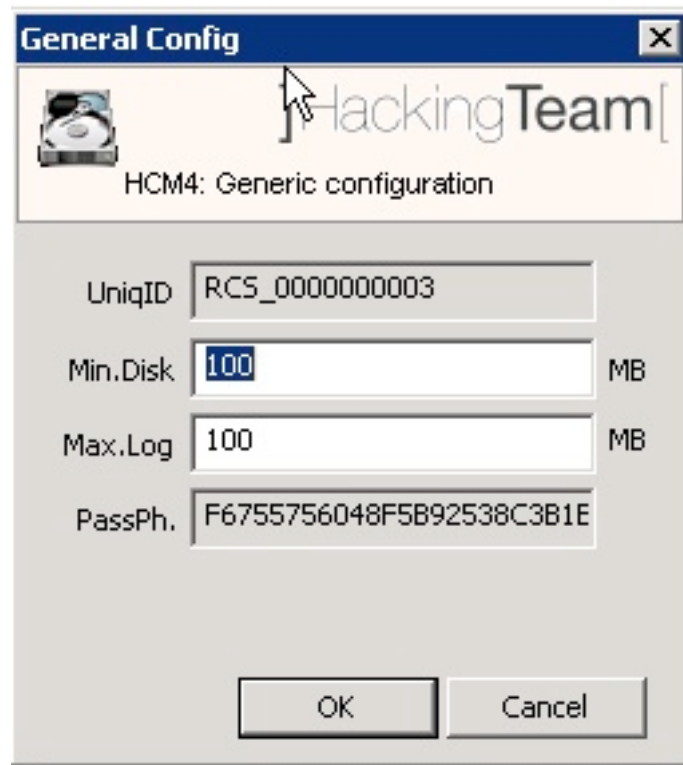 General Config
]HackingTeam[
HCM4: Generic configuration
UniqID RCS_0000000003
Min.Disk 100 MB
Max.Log 100 MB
PassPh. F6755756048F5B92538C3B1E
OK Cancel